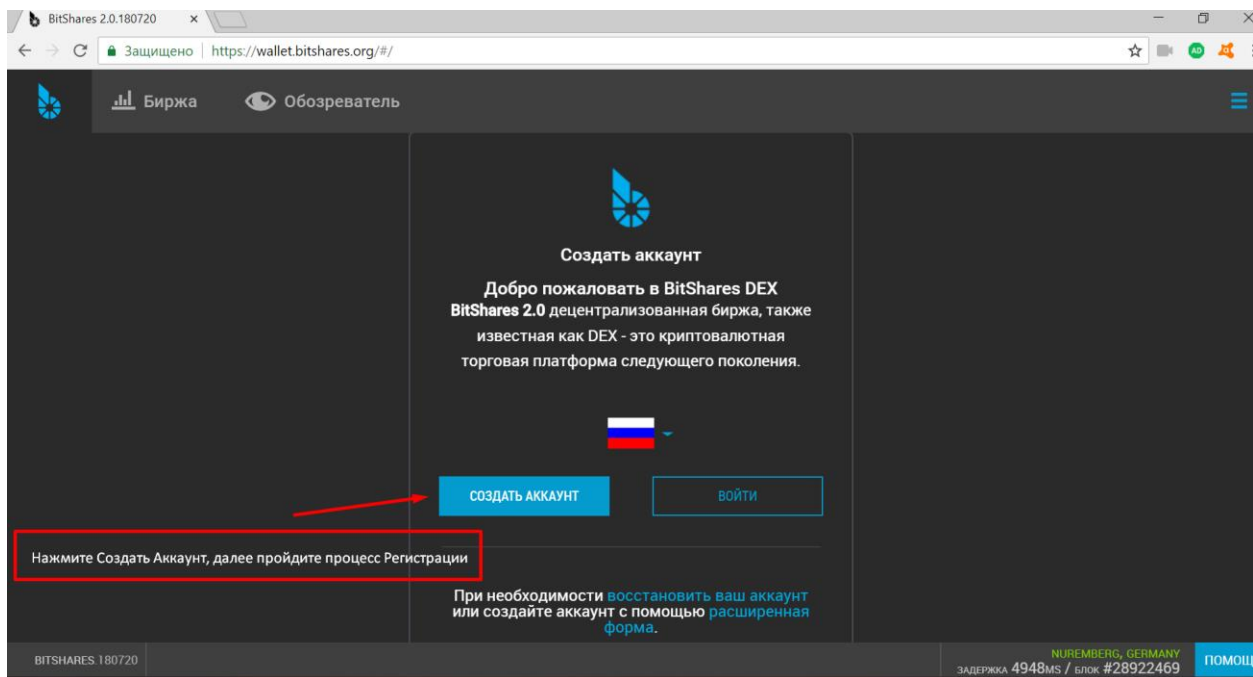 BitShares 2.0.180720
Защищено https://wallet.bitshares.org/#/
AD
Биржа Обозреватель
Создать аккаунт
Добро пожаловать в BitShares DEX
BitShares 2.0 децентрализованная биржа, также
известная как DEX - это криптовалютная
торговая платформа следующего поколения.
СОЗДАТЬ АККАУНТ ВОЙТИ
Нажмите Создать Аккаунт, далее пройдите процесс Регистрации
При необходимости восстановить ваш аккаунт
или создайте аккаунт с помощью расширенная
форма.
BITSHARES.180720
NUREMBERG, GERMANY
ЗАДЕРЖКА 4948MS / БЛОК #28922469
ПОМОЩ